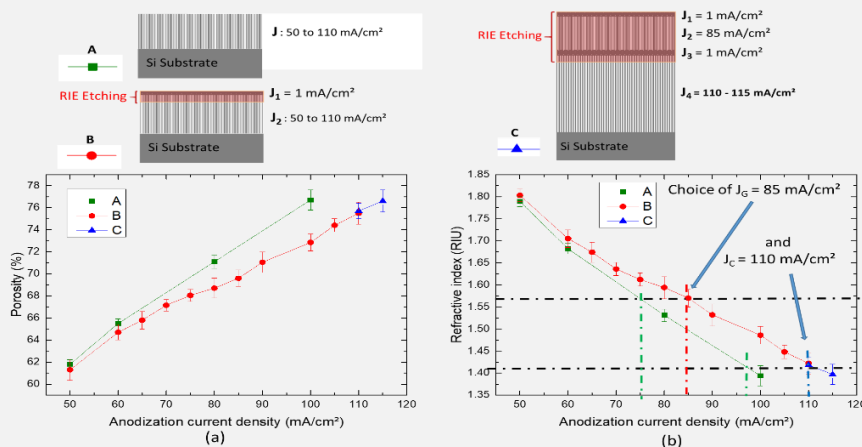 J : 50 to 110 mA/cm²
A
Si Substrate
RIE Etching
J₁ = 1 mA/cm²
J₂ : 50 to 110 mA/cm²
B
Si Substrate
A
B
C
Porosity (%)
78
76
74
72
70
68
66
64
62
60
50 60 70 80 90 100 110 120
Anodization current density (mA/cm²)
(a)
RIE Etching
J₁ = 1 mA/cm²
J₂ = 85 mA/cm²
J₃ = 1 mA/cm²
J₄ = 110 - 115 mA/cm²
C
Si Substrate
A
B
C
Choice of J_G = 85 mA/cm²
and
J_C = 110 mA/cm²
Refractive index (RIU)
1.85
1.80
1.75
1.70
1.65
1.60
1.55
1.50
1.45
1.40
1.35
50 60 70 80 90 100 110 120
Anodization current density (mA/cm²)
(b)